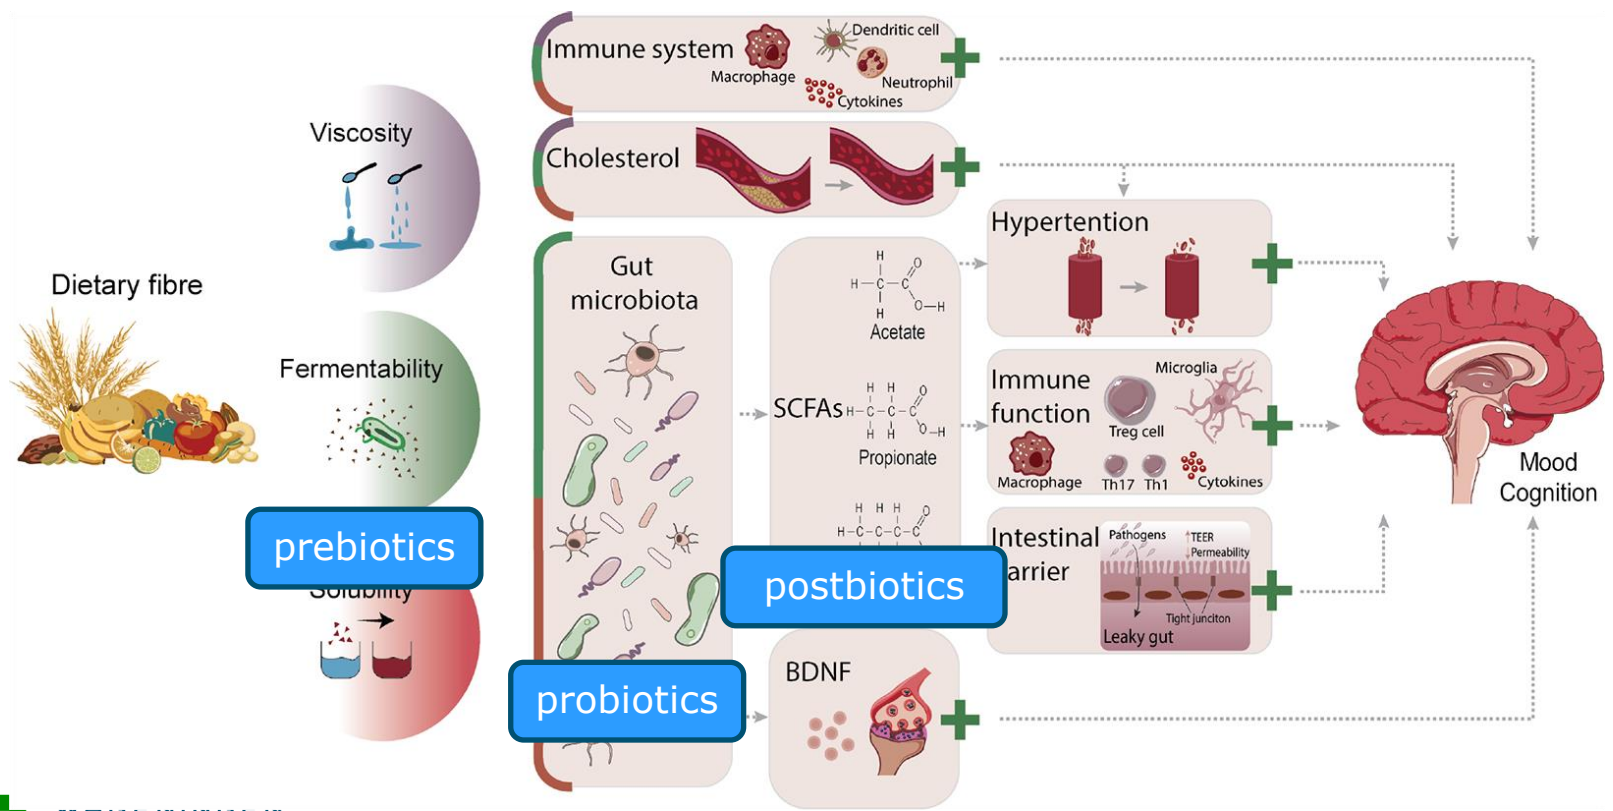 Dietary fibre
Viscosity
Fermentability
prebiotics
Solubility
Immune system
Macrophage
Dendritic cell
Neutrophil
Cytokines
Cholesterol
Gut
microbiota
probiotics
SCFAs
H
H-C-C
O
O-H
H
Acetate
H H
H-C-C-C
O
O-H
H H
Propionate
H H H
H-C-C-C-C
O
postbiotics
BDNF
Hypertention
Immune
function
Microglia
Treg cell
Macrophage
Th17
Th1
Cytokines
Intestinal
arrier
Pathogens
TEER
Permeability
Tight junciton
Leaky gut
Mood
Cognition